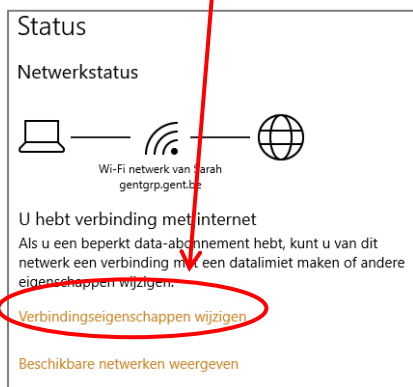 Status
Netwerkstatus
Wi-Fi netwerk van Sarah
gentgrp.gent.be
U hebt verbinding met internet
Als u een beperkt data-abonnement hebt, kunt u van dit
netwerk een verbinding met een datalimiet maken of andere
eigenschappen wijzigen.
Verbindingseigenschappen wijzigen
Beschikbare netwerken weergeven